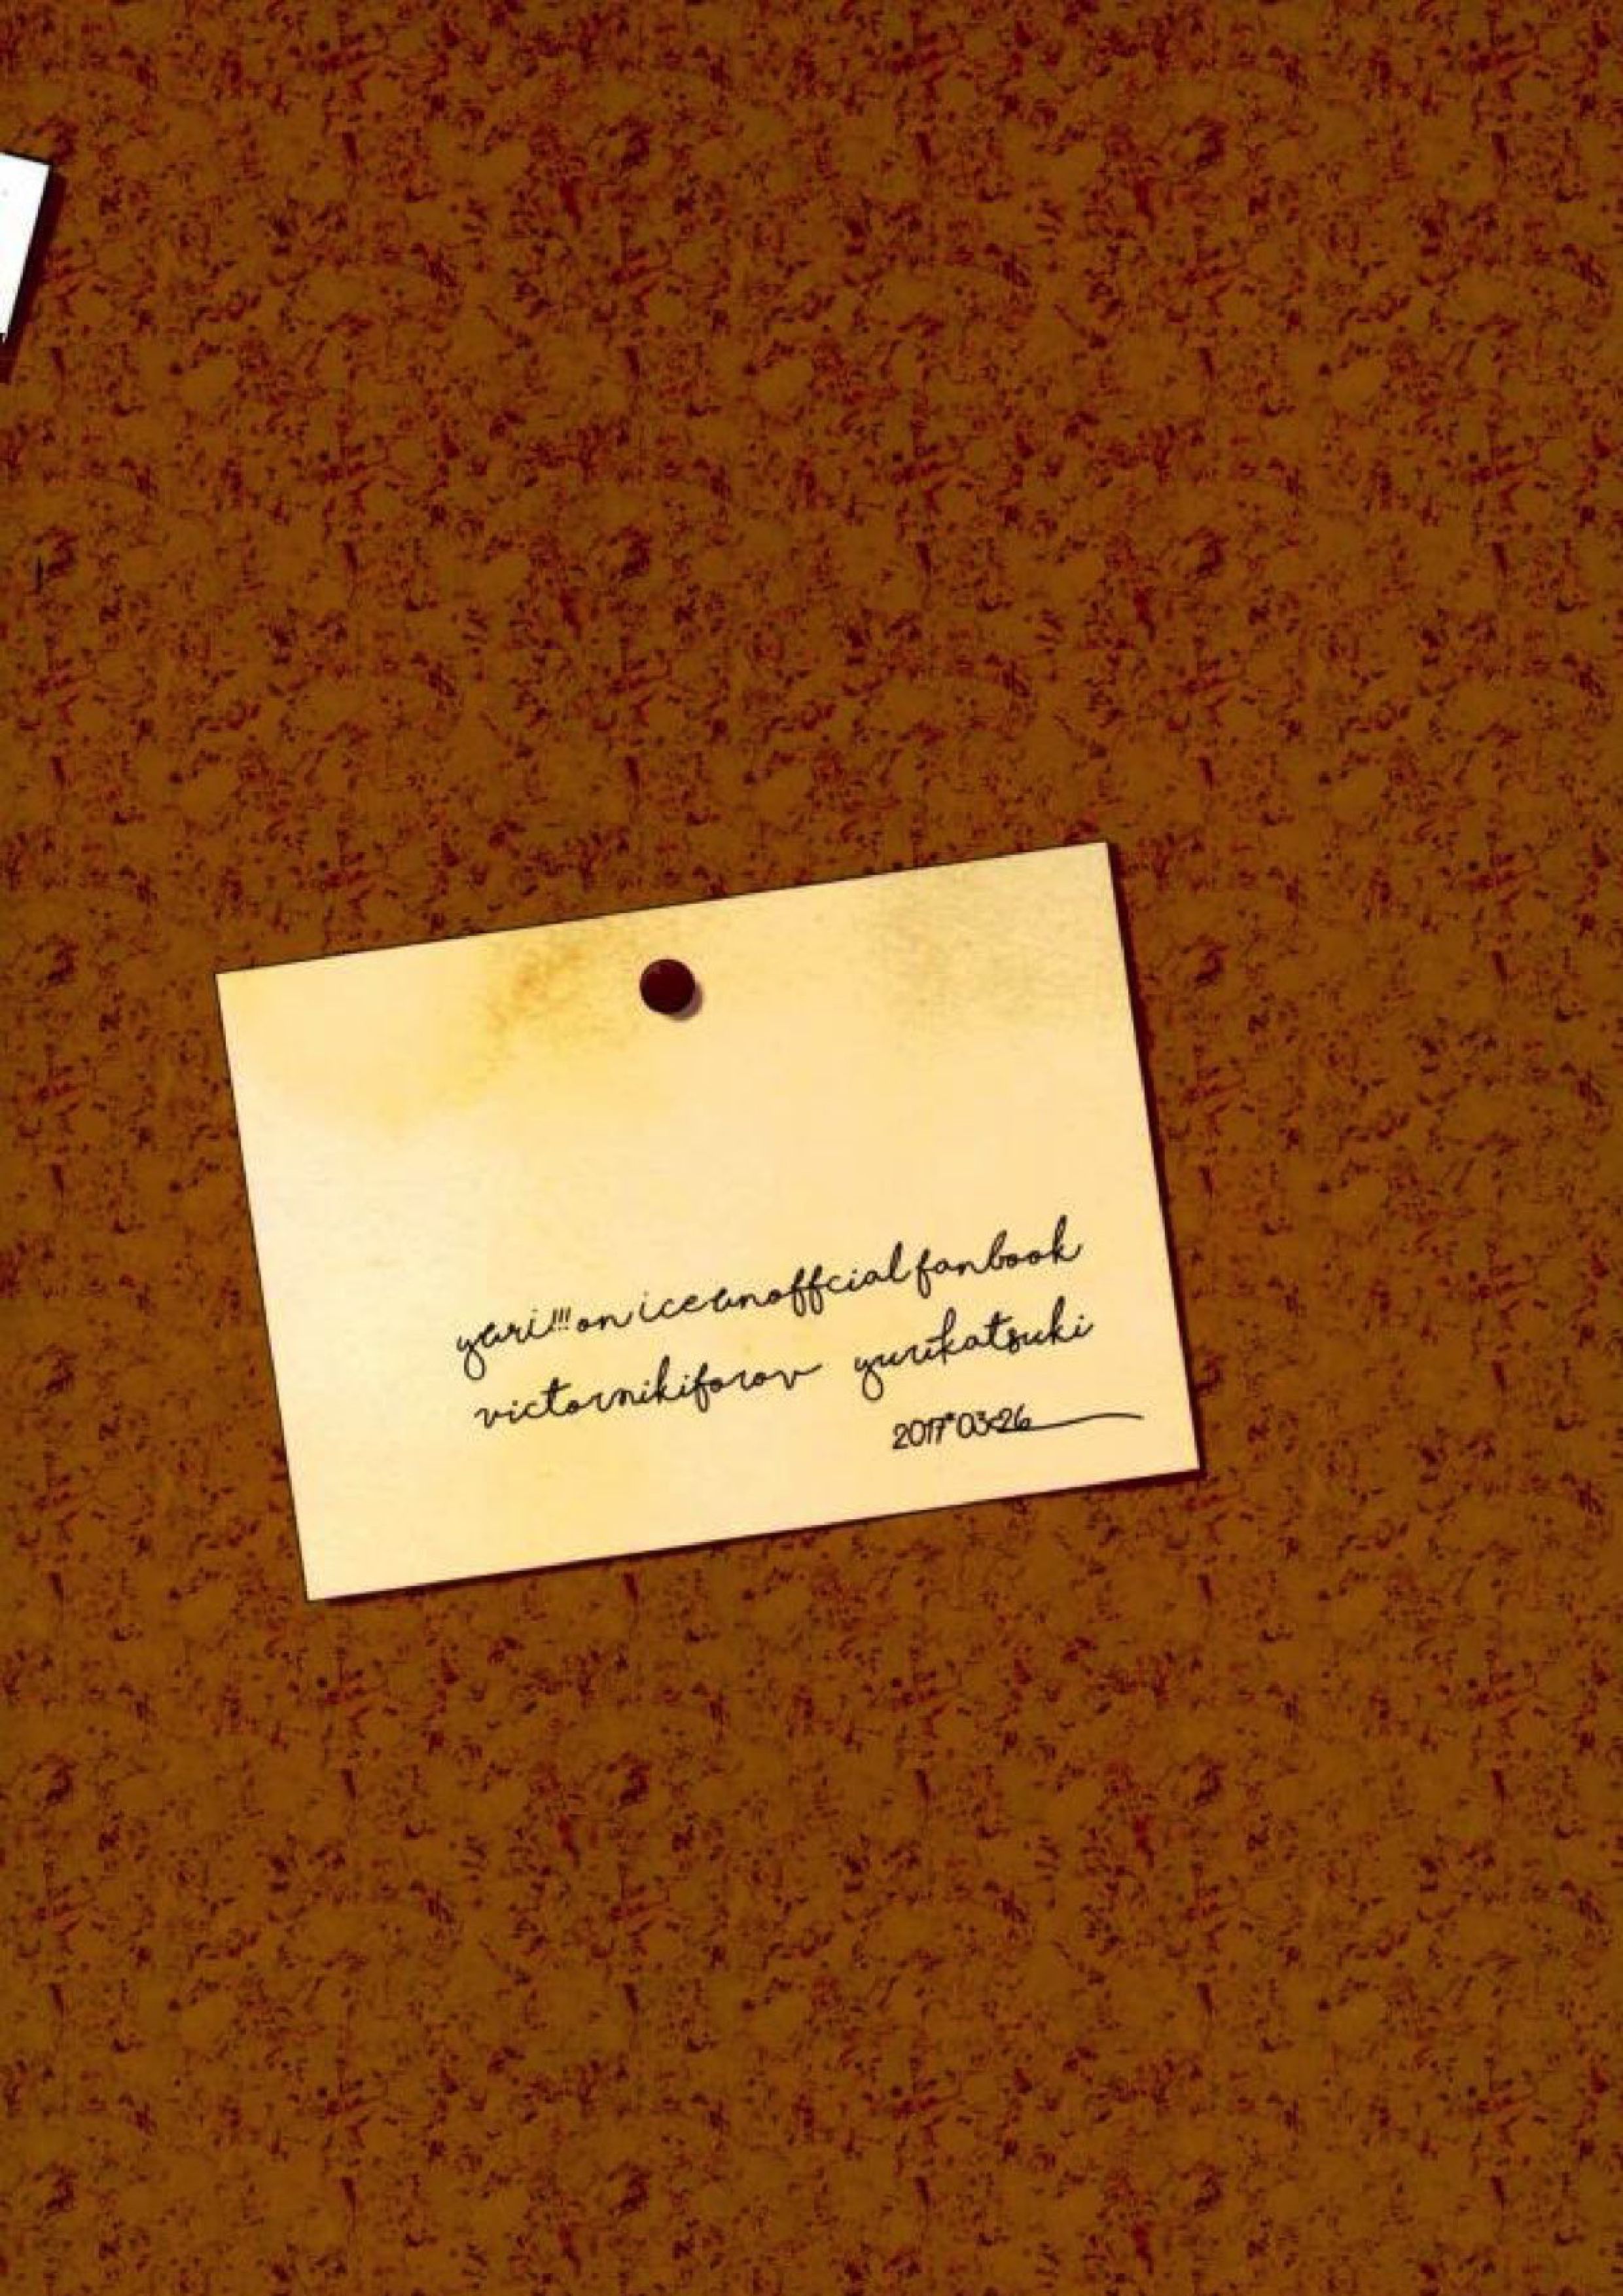 yuri!!! on ice unoffcial fanbook
victornikiforov yurikatsuki
2017*03*26